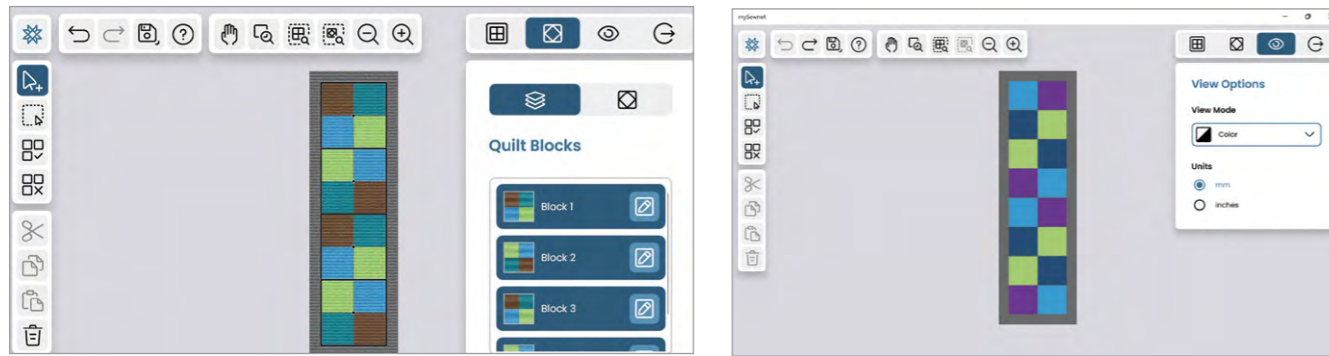 Quilt Blocks
Block 1
Block 2
Block 3
mySewnet
View Options
View Mode
Color
Units
mm
inches